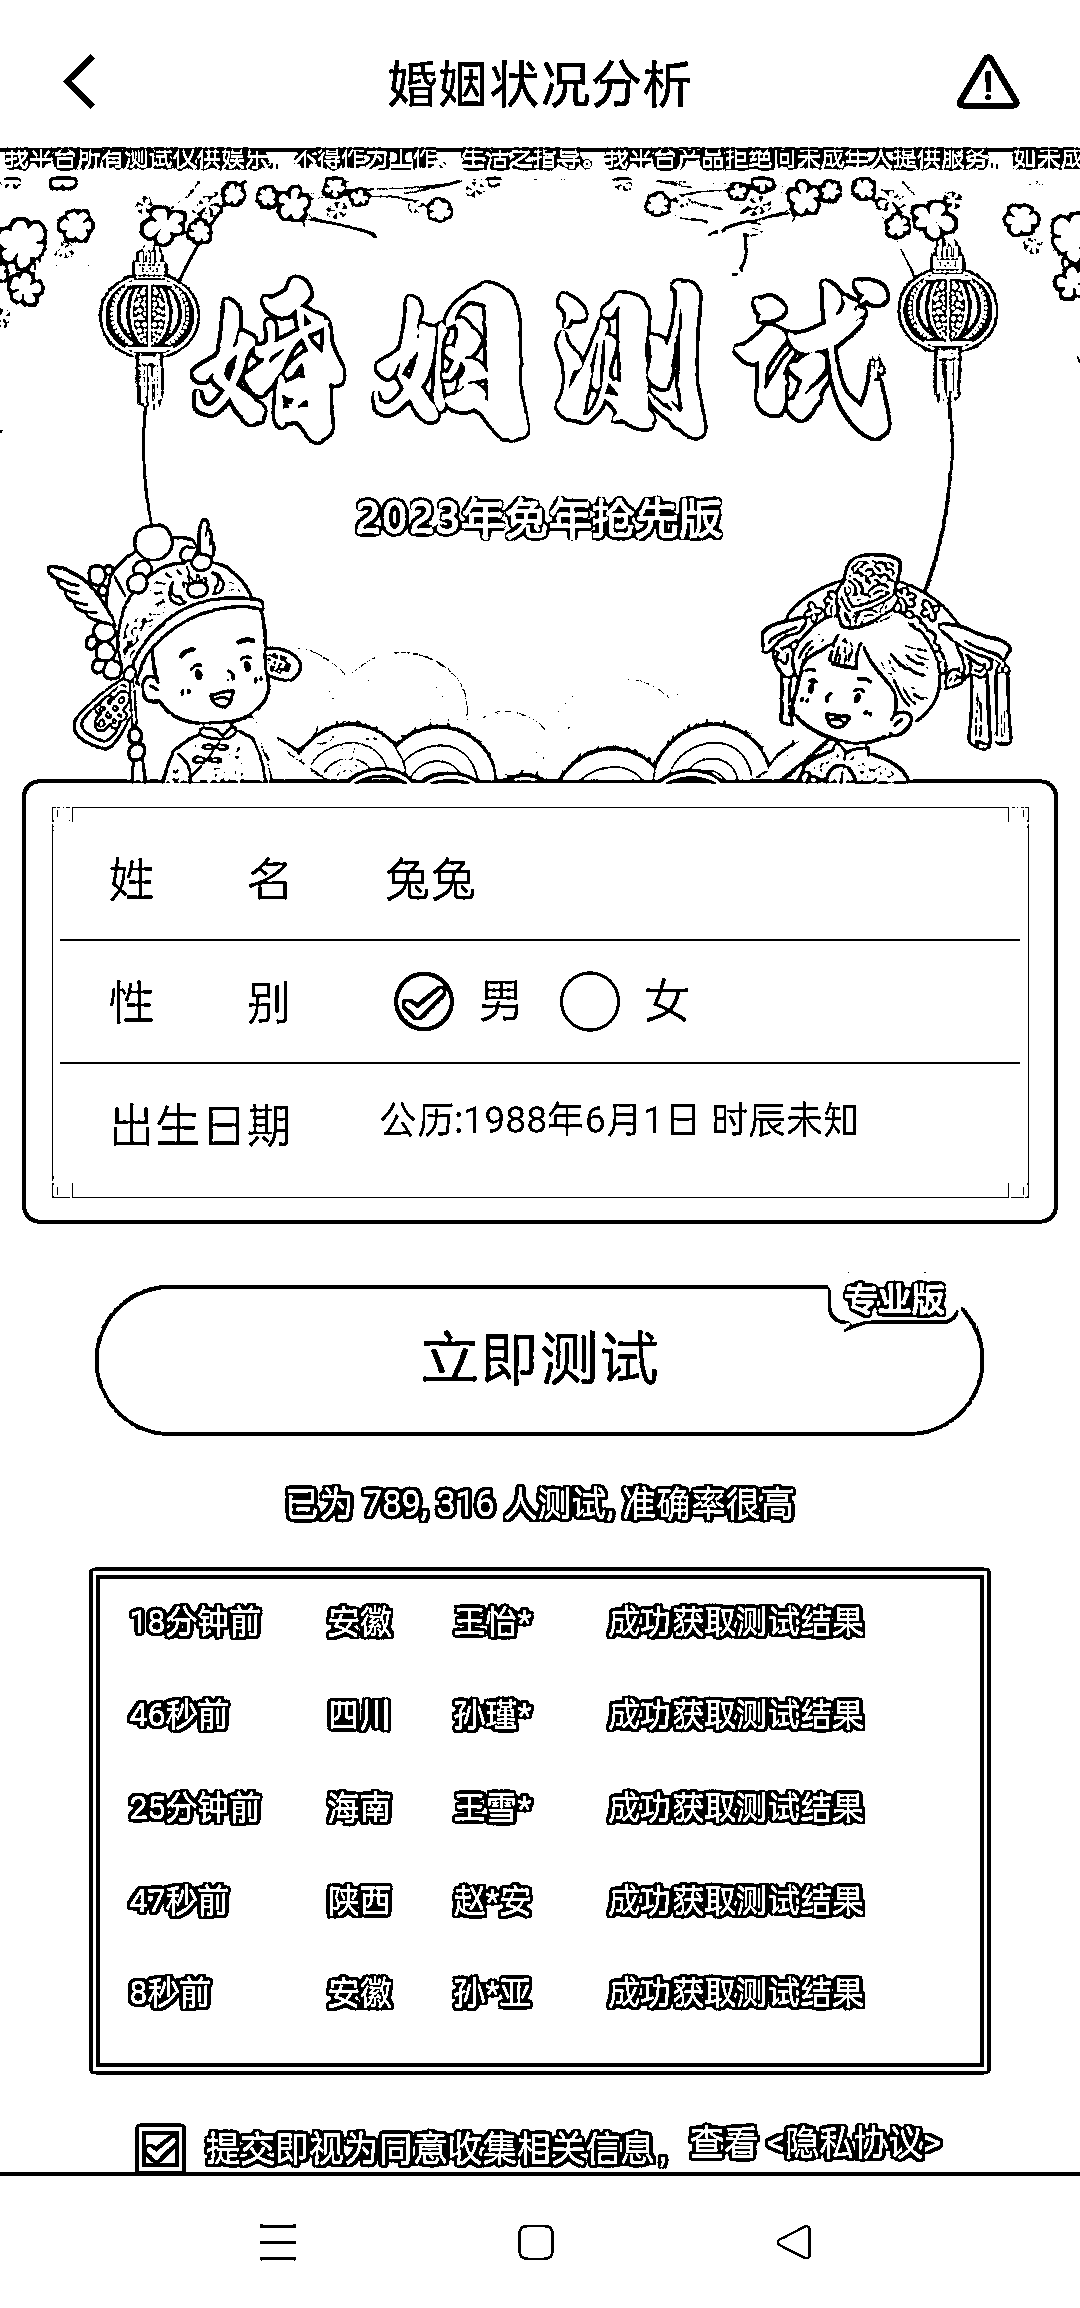 婚姻状况分析
我平台所有测试仅供娱乐，不得作为工作、生活之指导。我平台产品拒绝向未成年人提供服务，如未成
婚姻测试
2023年兔年抢先版
姓 名 兔兔
性 别 男 女
出生日期 公历:1988年6月1日 时辰未知
专业版
立即测试
已为 789,316 人测试,准确率很高
18分钟前 安徽 王怡* 成功获取测试结果
46秒前 四川 孙瑾* 成功获取测试结果
25分钟前 海南 王雪* 成功获取测试结果
47秒前 陕西 赵*安 成功获取测试结果
8秒前 安徽 孙*亚 成功获取测试结果
提交即视为同意收集相关信息，查看<隐私协议>